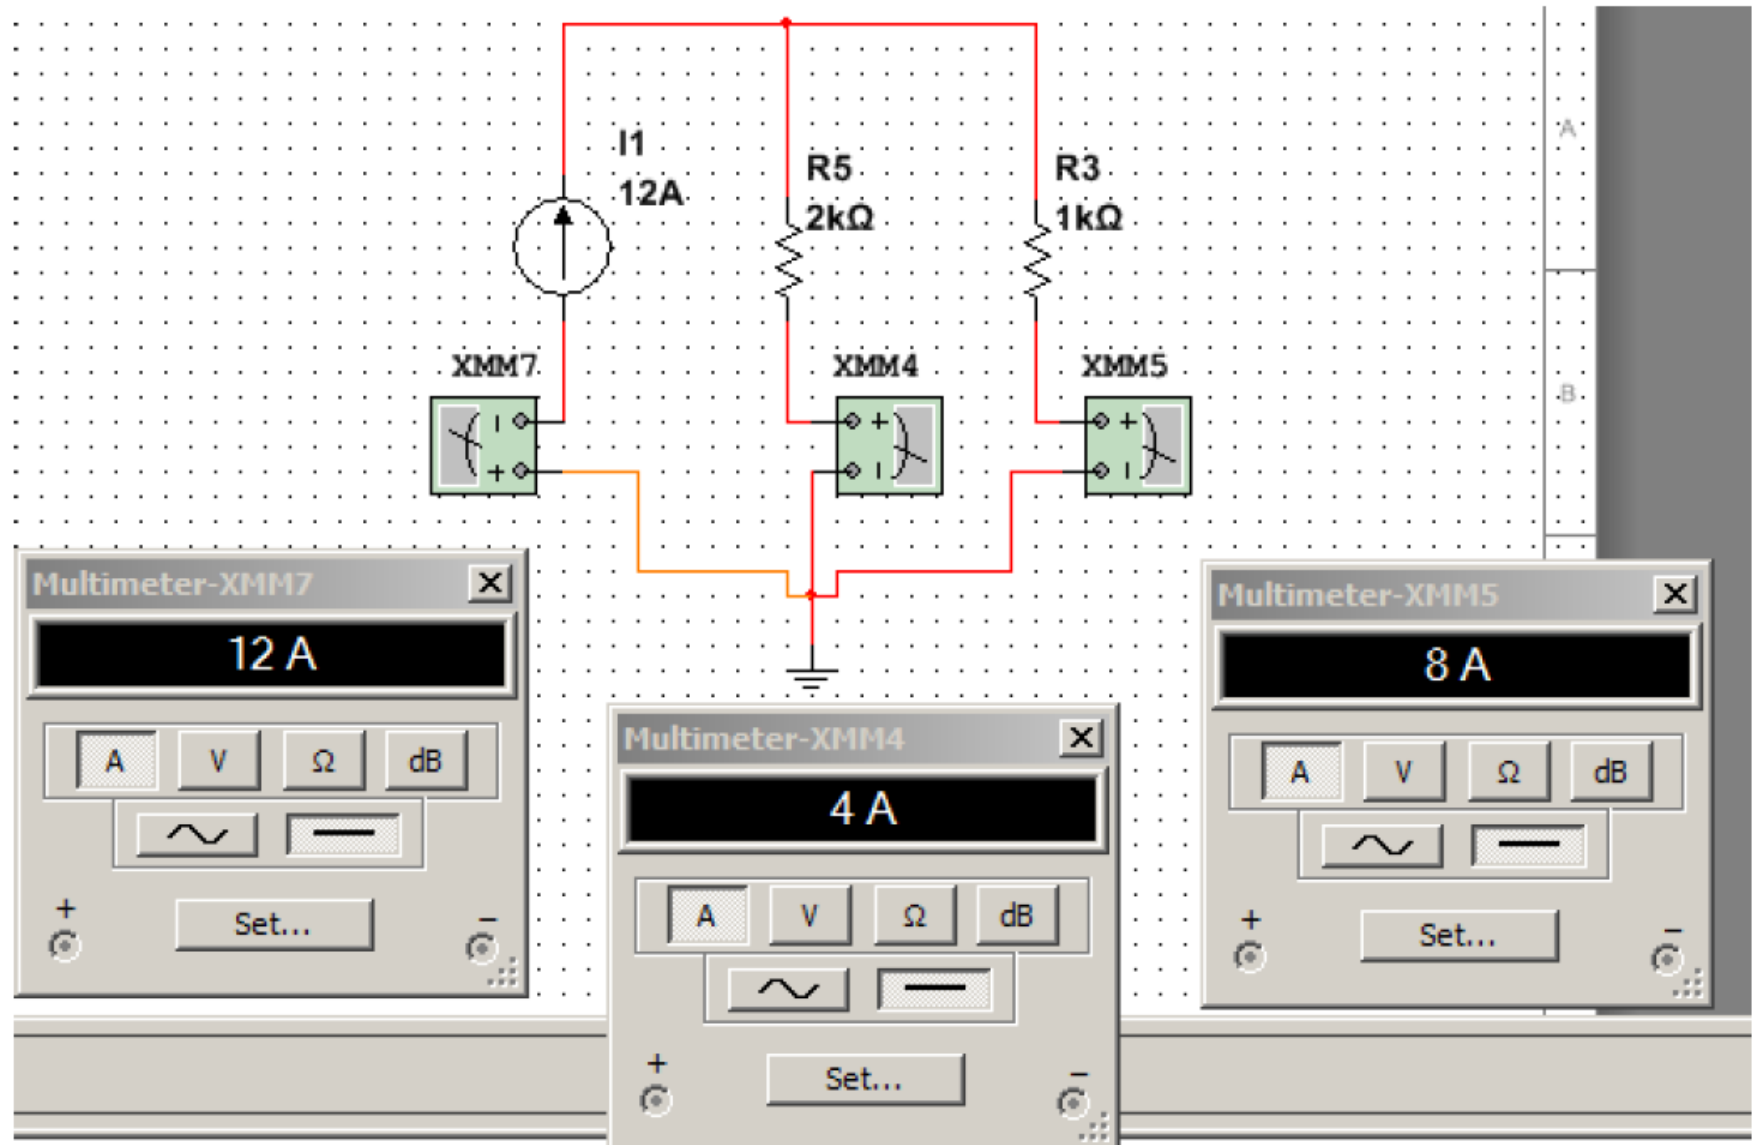 I1
12A
R5
2kΩ
R3
1kΩ
A
XMM7
XMM4
XMM5
B
+
+
+
Multimeter-XMM7
12 A
A V Ω dB
+
Set...
−
Multimeter-XMM4
4 A
A V Ω dB
+
Set...
−
Multimeter-XMM5
8 A
A V Ω dB
+
Set...
−